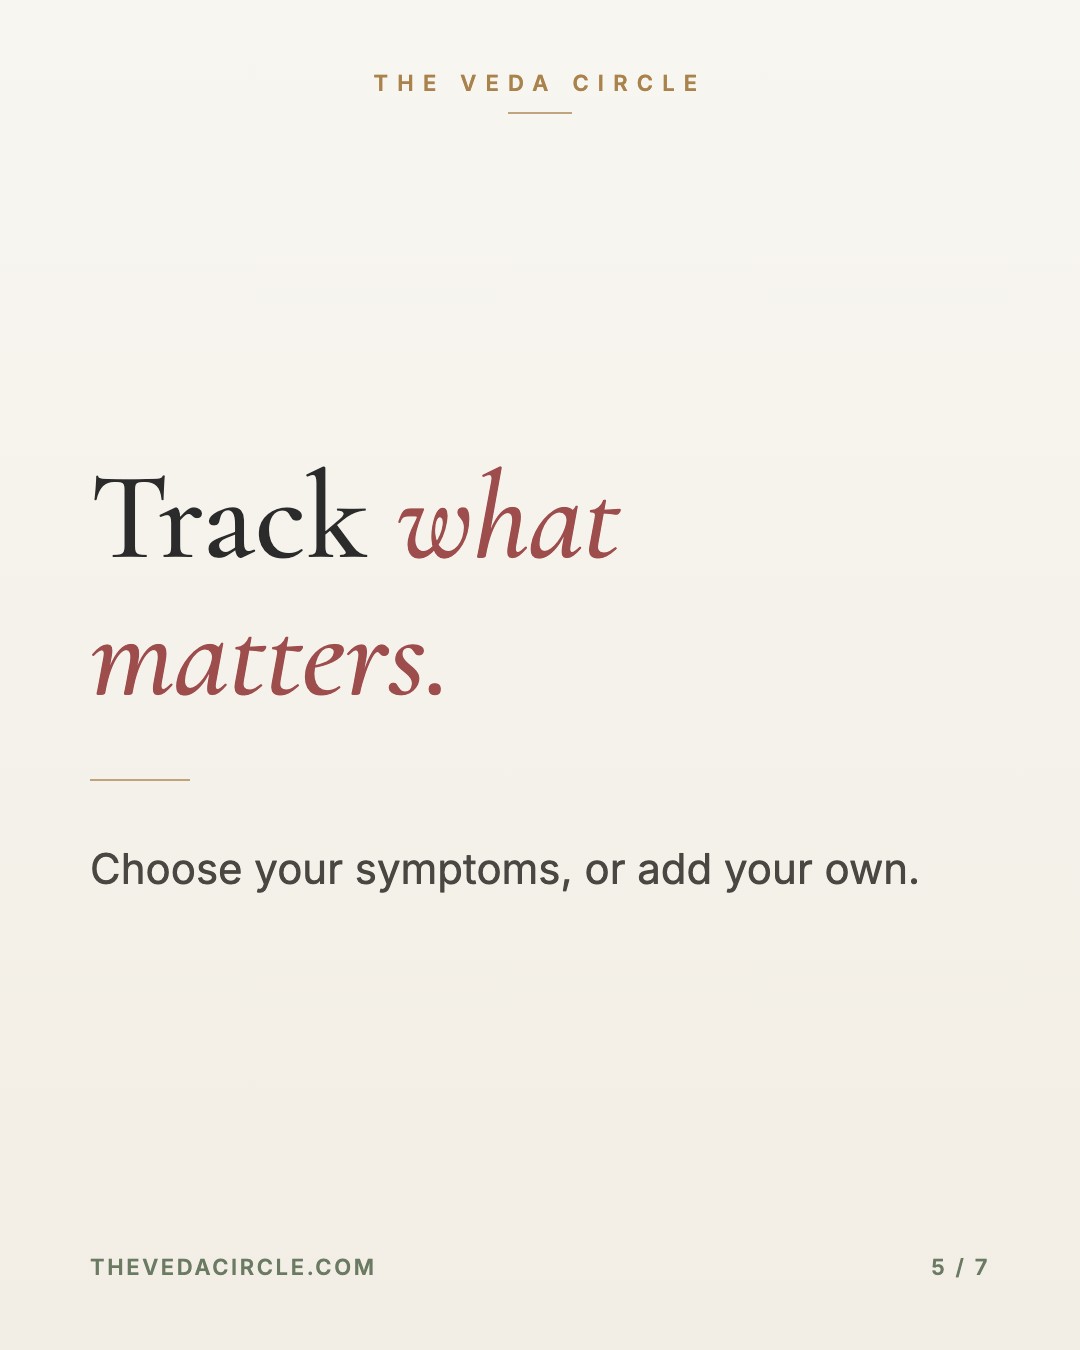 THE VEDA CIRCLE
Track what
matters.
Choose your symptoms, or add your own.
THEVEDACIRCLE.COM
5 / 7